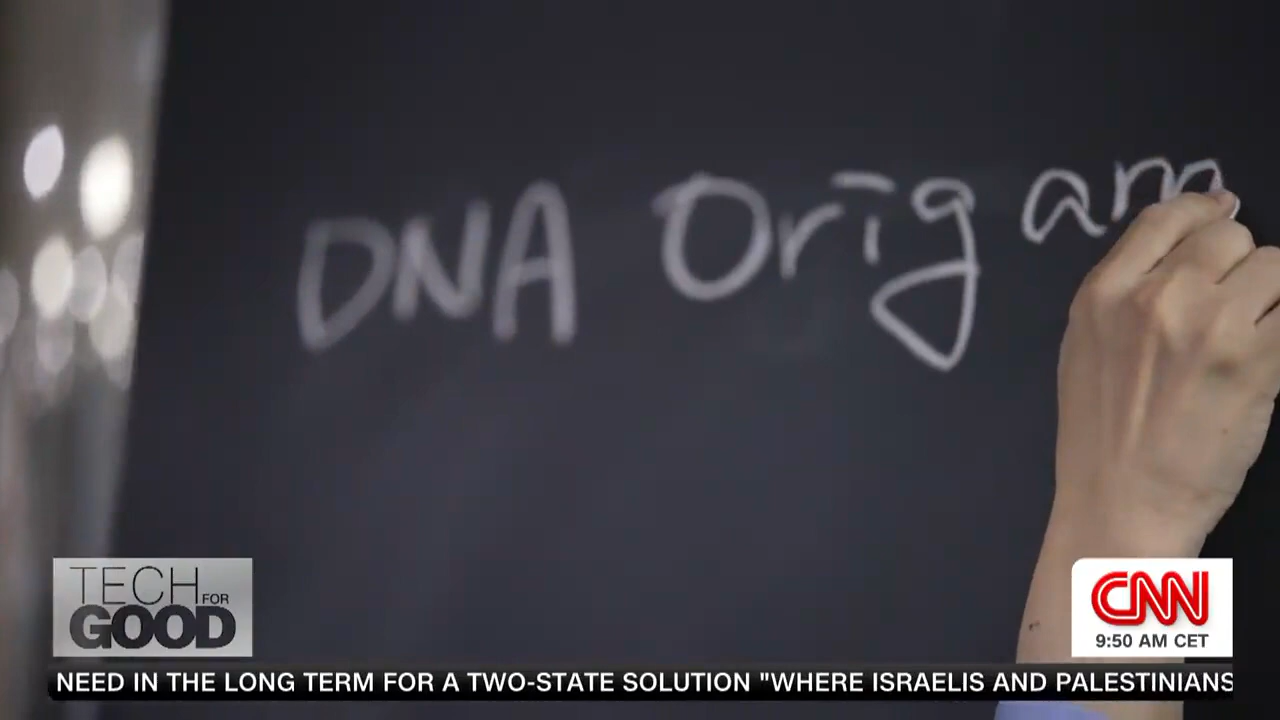 DNA Origam
TECH FOR
GOOD
CNN
9:50 AM CET
NEED IN THE LONG TERM FOR A TWO-STATE SOLUTION "WHERE ISRAELIS AND PALESTINIANS